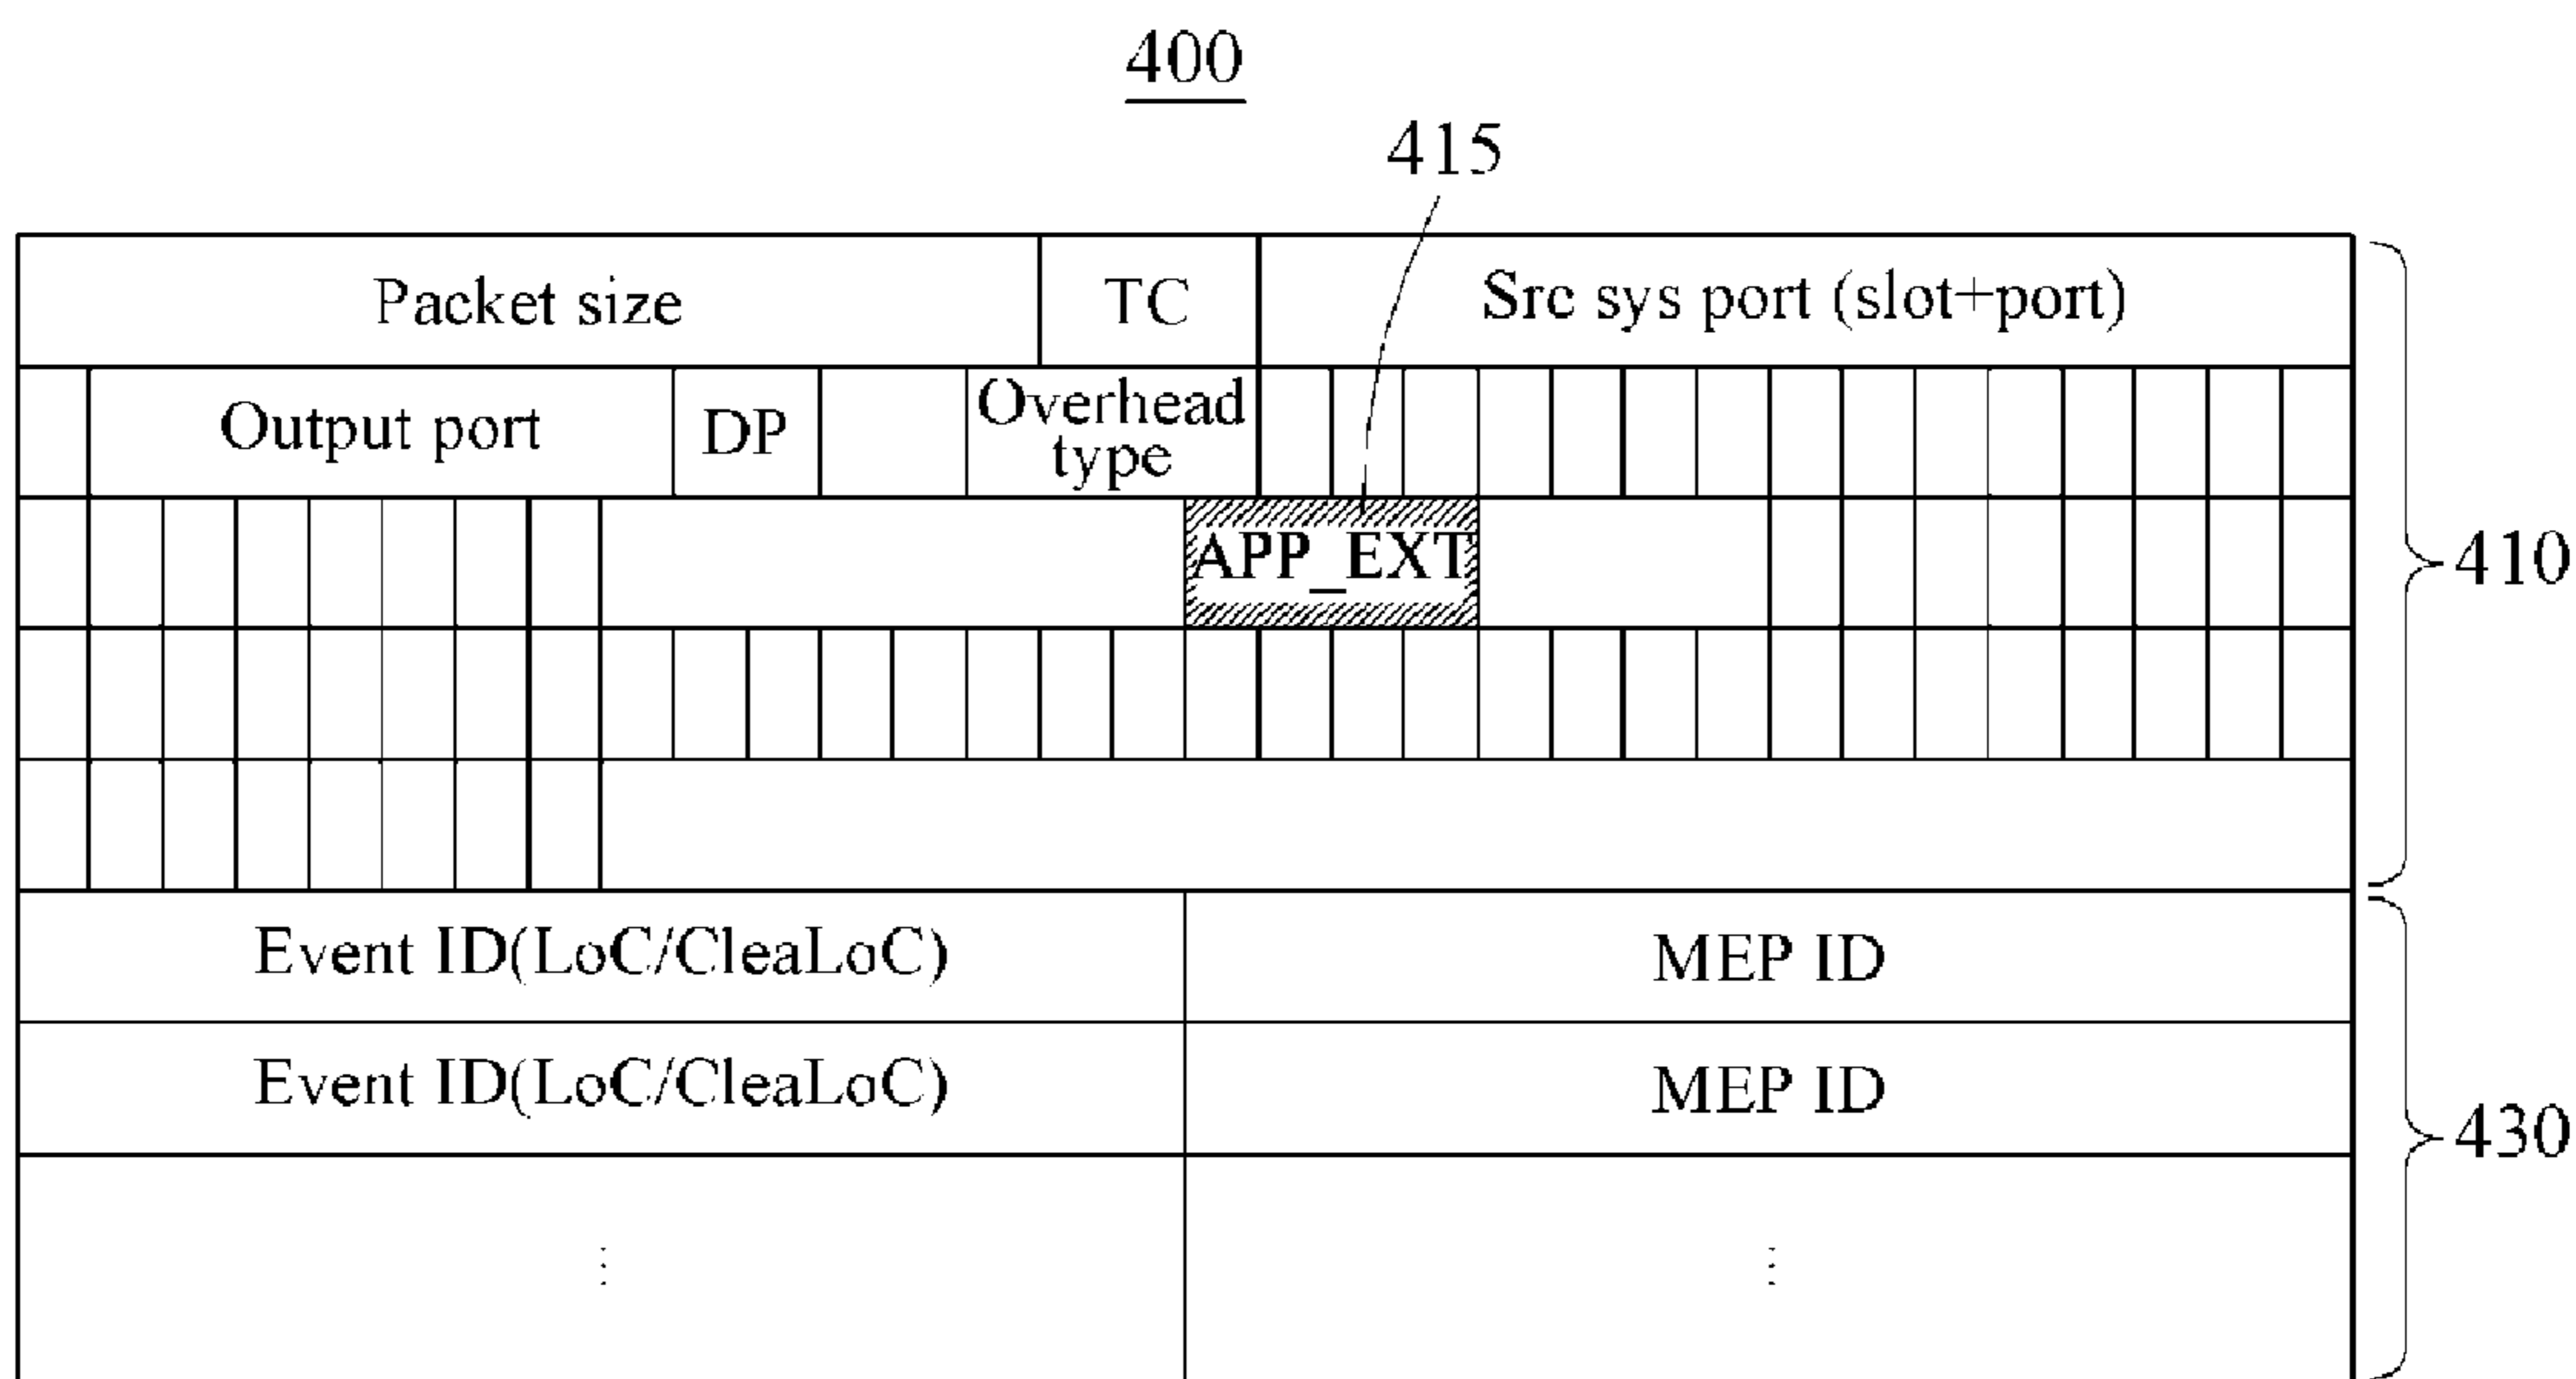 400
415
Packet size TC Src sys port (slot+port)
Output port DP Overhead
type
APP_EXT
410
Event ID(LoC/CleaLoC) MEP ID
Event ID(LoC/CleaLoC) MEP ID
430
⋮ ⋮